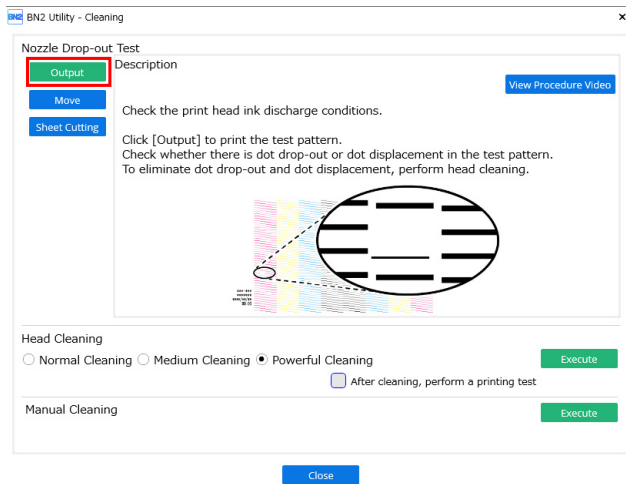 BN2 BN2 Utility - Cleaning
Nozzle Drop-out Test
Output
Description
View Procedure Video
Move
Check the print head ink discharge conditions.
Sheet Cutting
Click [Output] to print the test pattern.
Check whether there is dot drop-out or dot displacement in the test pattern.
To eliminate dot drop-out and dot displacement, perform head cleaning.
Head Cleaning
Normal Cleaning Medium Cleaning Powerful Cleaning Execute
After cleaning, perform a printing test
Manual Cleaning Execute
Close